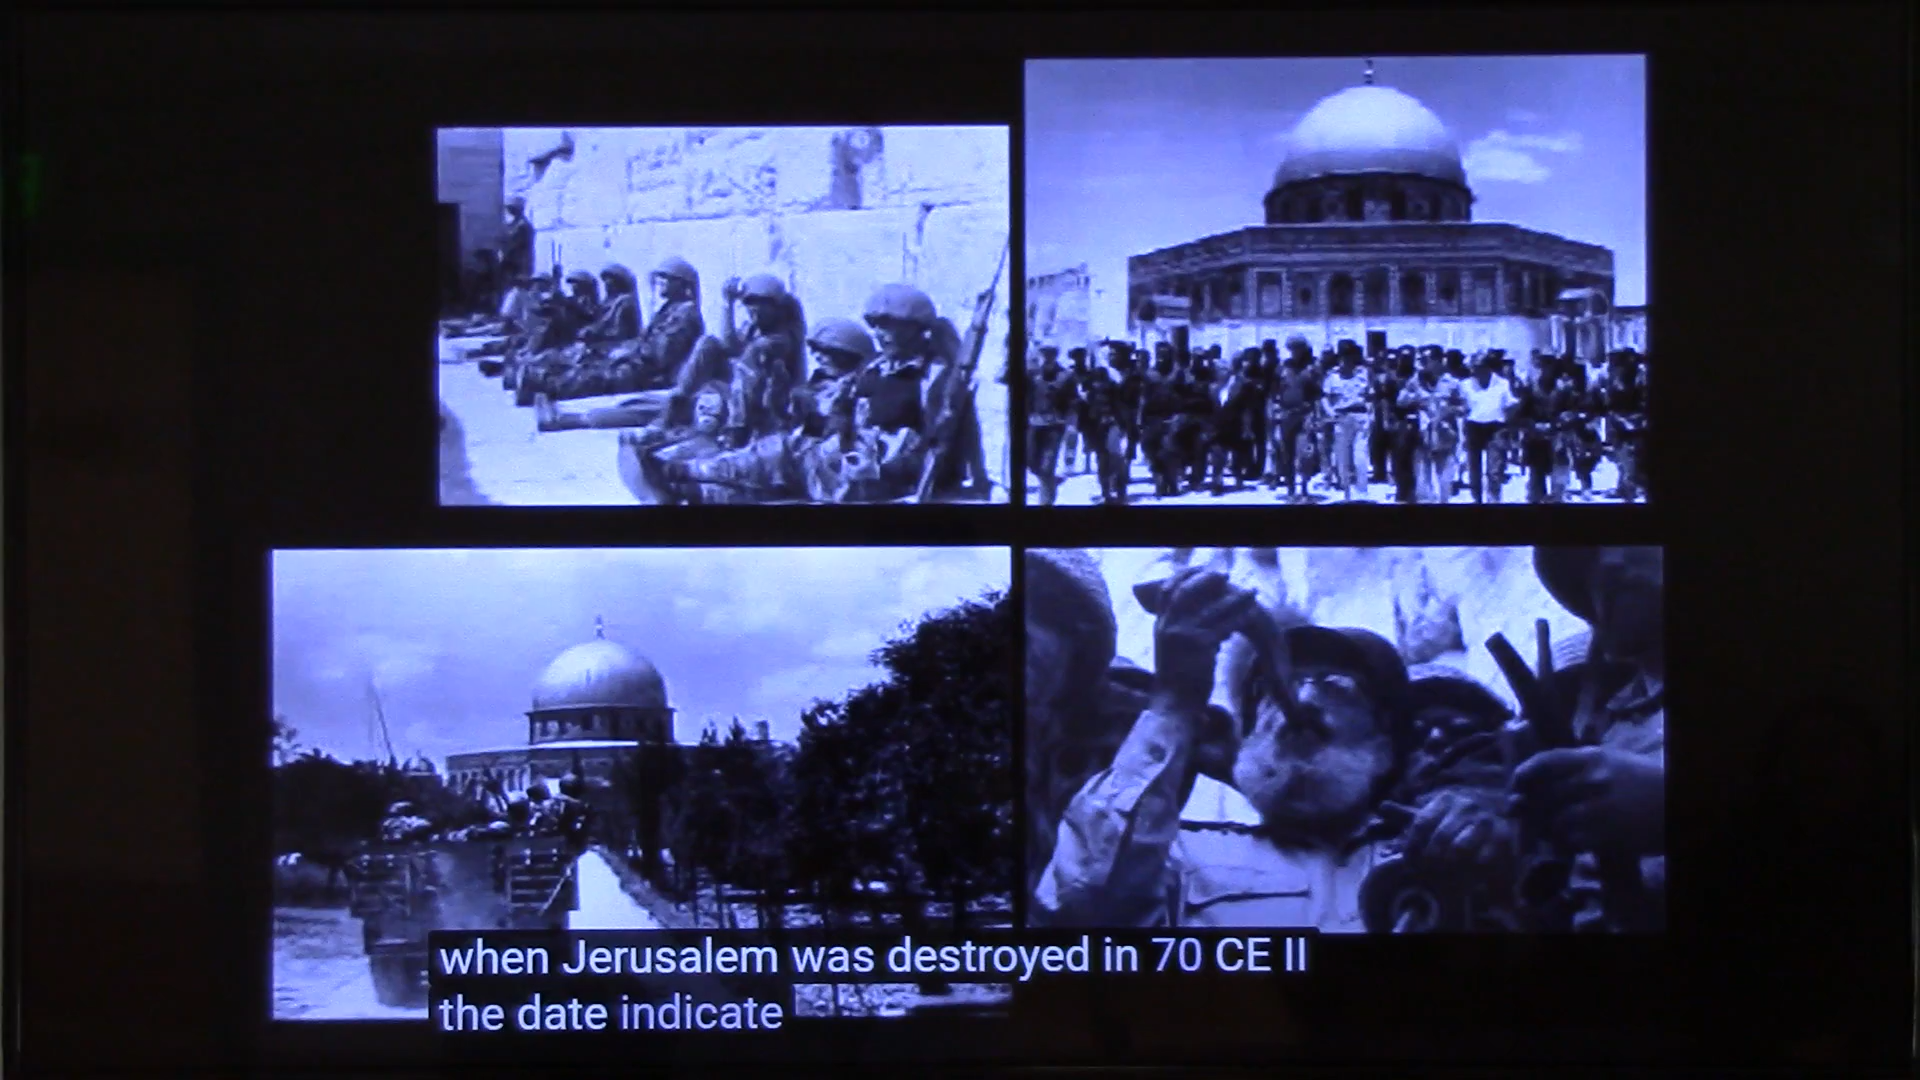 when Jerusalem was destroyed in 70 CE II
the date indicate